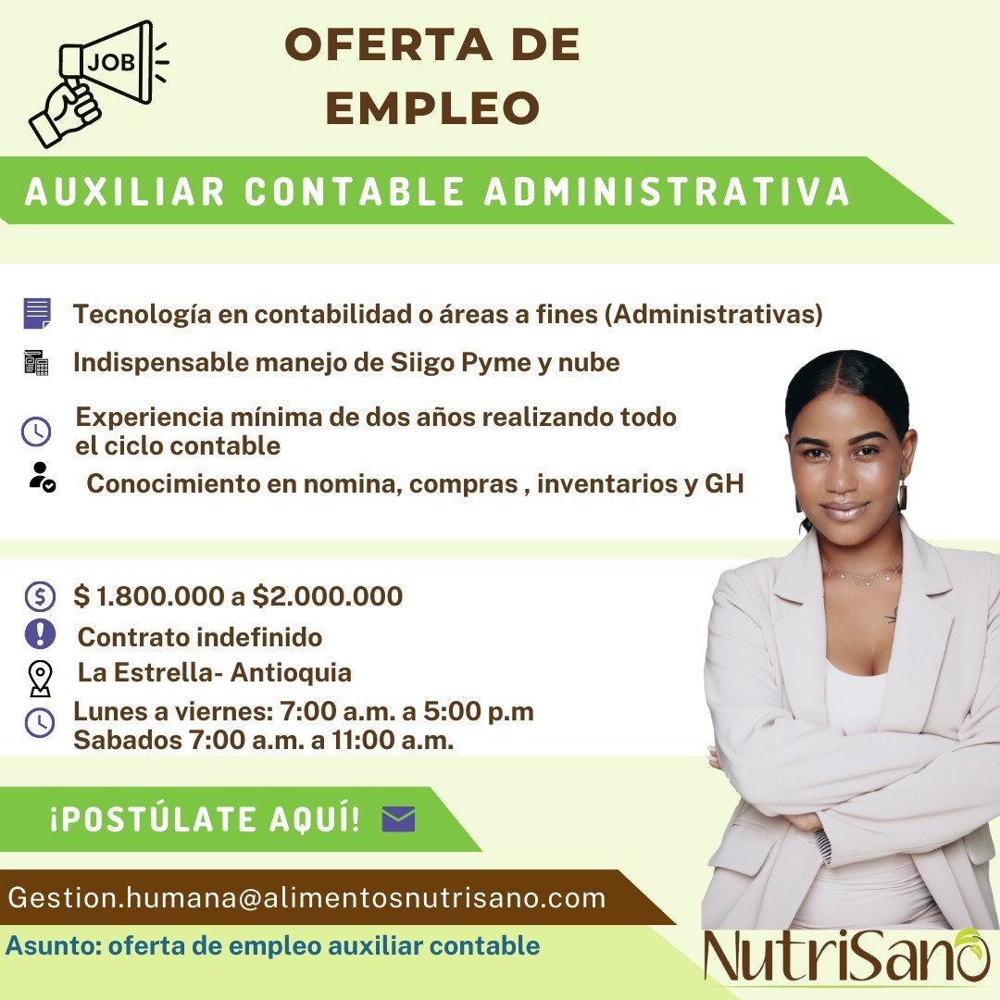 JOB
OFERTA DE
EMPLEO
AUXILIAR CONTABLE ADMINISTRATIVA
Tecnología en contabilidad o áreas a fines (Administrativas)
Indispensable manejo de Siigo Pyme y nube
Experiencia mínima de dos años realizando todo
el ciclo contable
Conocimiento en nomina, compras , inventarios y GH
$ 1.800.000 a $2.000.000
Contrato indefinido
La Estrella- Antioquia
Lunes a viernes: 7:00 a.m. a 5:00 p.m
Sabados 7:00 a.m. a 11:00 a.m.
¡POSTÚLATE AQUÍ!
Gestion.humana@alimentosnutrisano.com
Asunto: oferta de empleo auxiliar contable
NutriSano